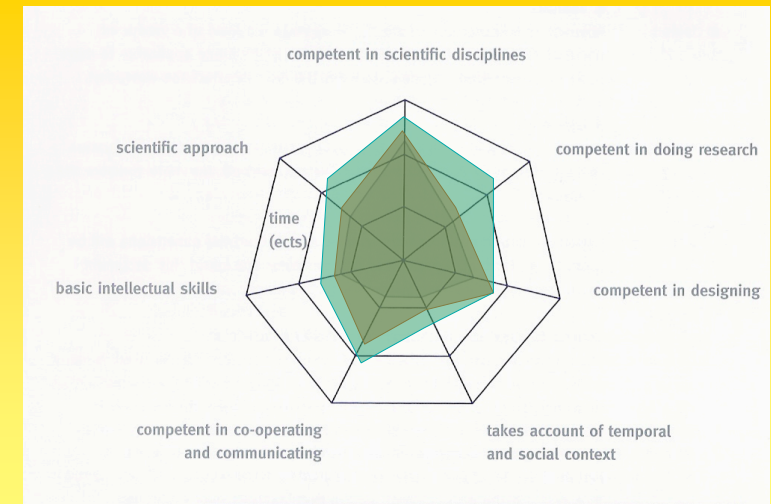 competent in scientific disciplines
scientific approach
competent in doing research
time
(ects)
basic intellectual skills
competent in designing
competent in co-operating
and communicating
takes account of temporal
and social context